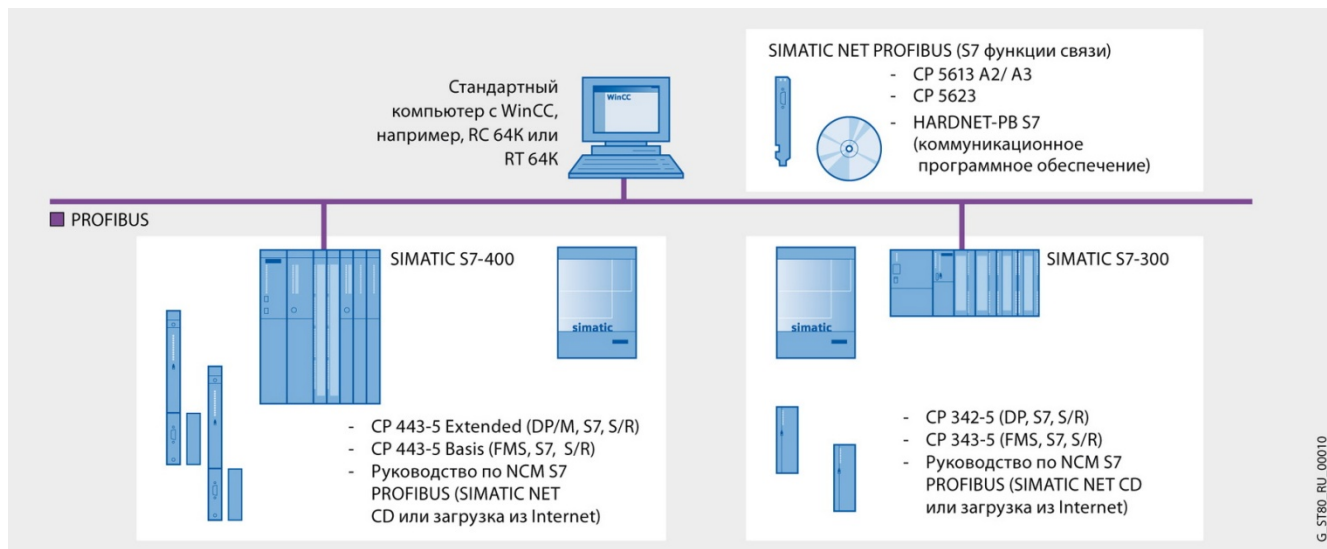 SIMATIC NET PROFIBUS (S7 функции связи)
- CP 5613 A2/ A3
- CP 5623
- HARDNET-PB S7
(коммуникационное
программное обеспечение)
Стандартный
компьютер с WinCC,
например, RC 64K или
RT 64K
WinCC
PROFIBUS
SIMATIC S7-400
simatic
- CP 443-5 Extended (DP/M, S7, S/R)
- CP 443-5 Basis (FMS, S7, S/R)
- Руководство по NCM S7
PROFIBUS (SIMATIC NET
CD или загрузка из Internet)
SIMATIC S7-300
simatic
- CP 342-5 (DP, S7, S/R)
- CP 343-5 (FMS, S7, S/R)
- Руководство по NCM S7
PROFIBUS (SIMATIC NET CD
или загрузка из Internet)
G_ST80_RU_00010